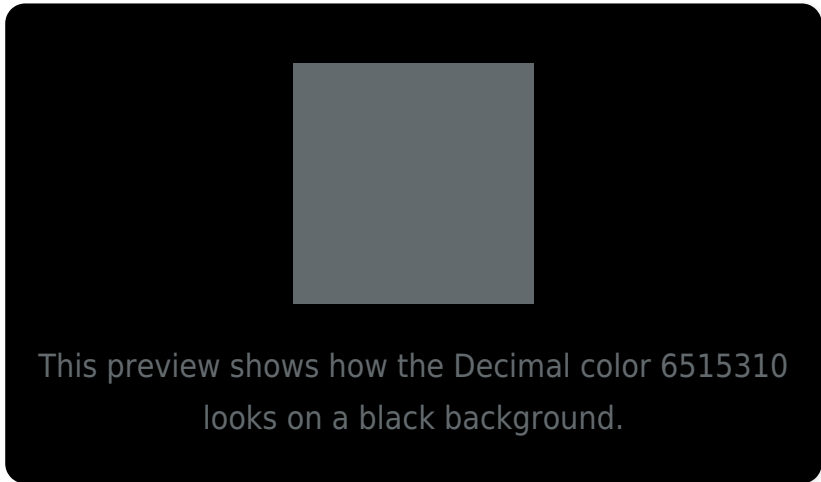 This preview shows how the Decimal color 6515310
looks on a black background.